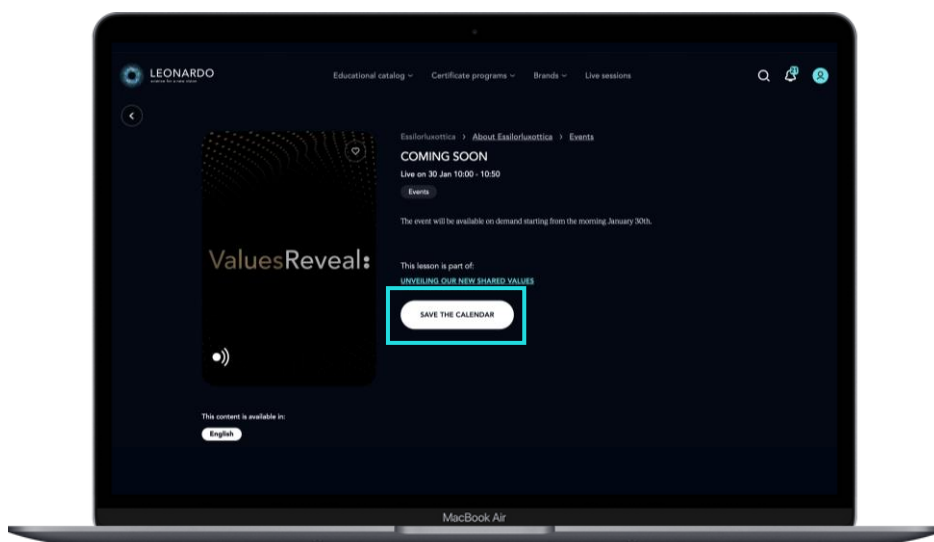 LEONARDO
Educational catalog
Certificate programs
Brands
Live sessions
Essilorluxottica > About Essilorluxottica > Events
COMING SOON
Live on 30 Jan 10:00 - 10:50
Events
The event will be available on demand starting from the morning January 30th.
ValuesReveal:
This lesson is part of:
UNVEILING OUR NEW SHARED VALUES
SAVE THE CALENDAR
This content is available in:
English
MacBook Air